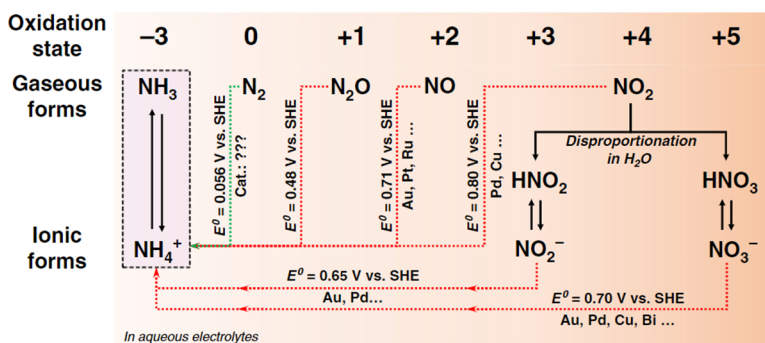 Oxidation state −3 0 +1 +2 +3 +4 +5
Gaseous forms NH₃ N₂ N₂O NO NO₂
E⁰ = 0.056 V vs. SHE
Cat.: ???
E⁰ = 0.48 V vs. SHE
E⁰ = 0.71 V vs. SHE
Au, Pt, Ru ...
E⁰ = 0.80 V vs. SHE
Pd, Cu ...
Disproportionation
in H₂O
HNO₂ HNO₃
Ionic forms NH₄⁺ NO₂⁻ NO₃⁻
E⁰ = 0.65 V vs. SHE
Au, Pd...
E⁰ = 0.70 V vs. SHE
Au, Pd, Cu, Bi ...
In aqueous electrolytes